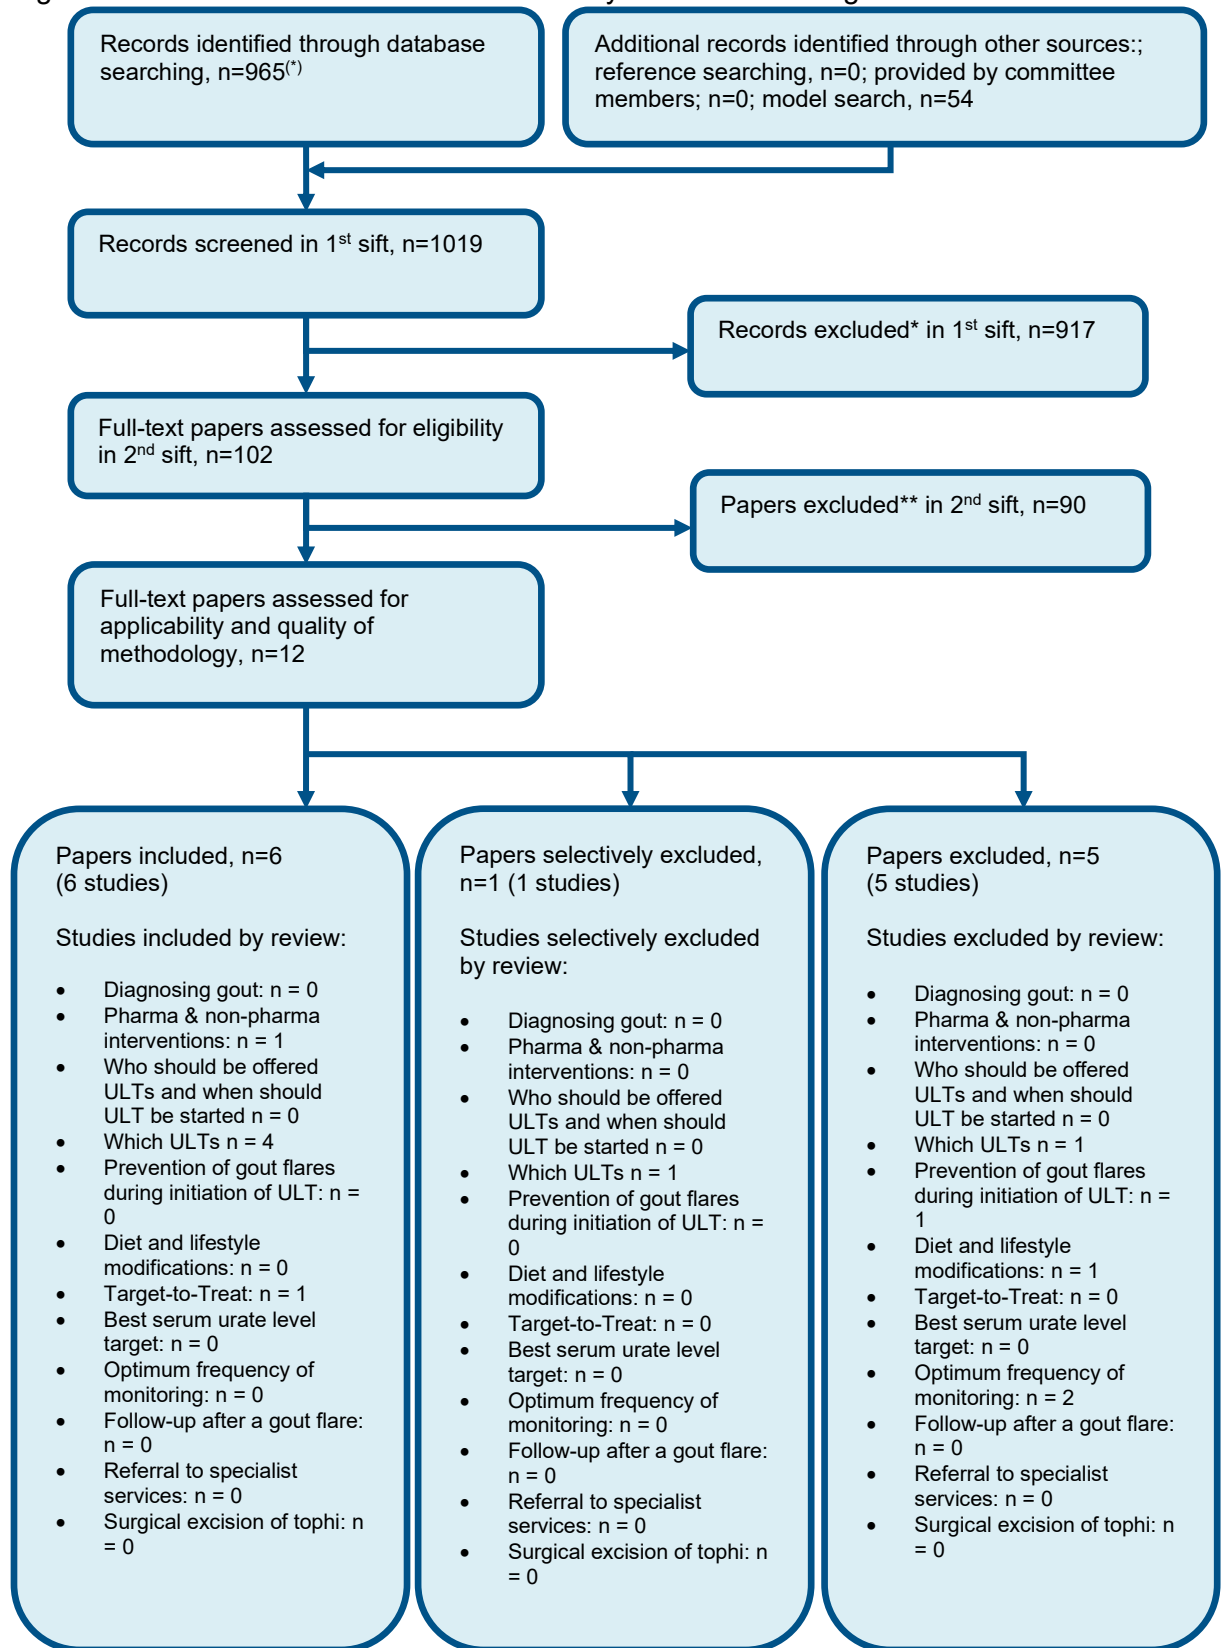 Records identified through database
searching, n=965(*)
Additional records identified through other sources:;
reference searching, n=0; provided by committee
members; n=0; model search, n=54
Records screened in 1st sift, n=1019
Records excluded* in 1st sift, n=917
Full-text papers assessed for eligibility
in 2nd sift, n=102
Papers excluded** in 2nd sift, n=90
Full-text papers assessed for
applicability and quality of
methodology, n=12
Papers included, n=6
(6 studies)
Studies included by review:
• Diagnosing gout: n = 0
• Pharma & non-pharma
interventions: n = 1
• Who should be offered
ULTs and when should
ULT be started n = 0
• Which ULTs n = 4
• Prevention of gout flares
during initiation of ULT: n =
0
• Diet and lifestyle
modifications: n = 0
• Target-to-Treat: n = 1
• Best serum urate level
target: n = 0
• Optimum frequency of
monitoring: n = 0
• Follow-up after a gout flare:
n = 0
• Referral to specialist
services: n = 0
• Surgical excision of tophi: n
= 0
Papers selectively excluded,
n=1 (1 studies)
Studies selectively excluded
by review:
• Diagnosing gout: n = 0
• Pharma & non-pharma
interventions: n = 0
• Who should be offered
ULTs and when should
ULT be started n = 0
• Which ULTs n = 1
• Prevention of gout flares
during initiation of ULT: n =
0
• Diet and lifestyle
modifications: n = 0
• Target-to-Treat: n = 0
• Best serum urate level
target: n = 0
• Optimum frequency of
monitoring: n = 0
• Follow-up after a gout flare:
n = 0
• Referral to specialist
services: n = 0
• Surgical excision of tophi: n
= 0
Papers excluded, n=5
(5 studies)
Studies excluded by review:
• Diagnosing gout: n = 0
• Pharma & non-pharma
interventions: n = 0
• Who should be offered
ULTs and when should
ULT be started n = 0
• Which ULTs n = 1
• Prevention of gout flares
during initiation of ULT: n =
1
• Diet and lifestyle
modifications: n = 1
• Target-to-Treat: n = 0
• Best serum urate level
target: n = 0
• Optimum frequency of
monitoring: n = 2
• Follow-up after a gout flare:
n = 0
• Referral to specialist
services: n = 0
• Surgical excision of tophi: n
= 0